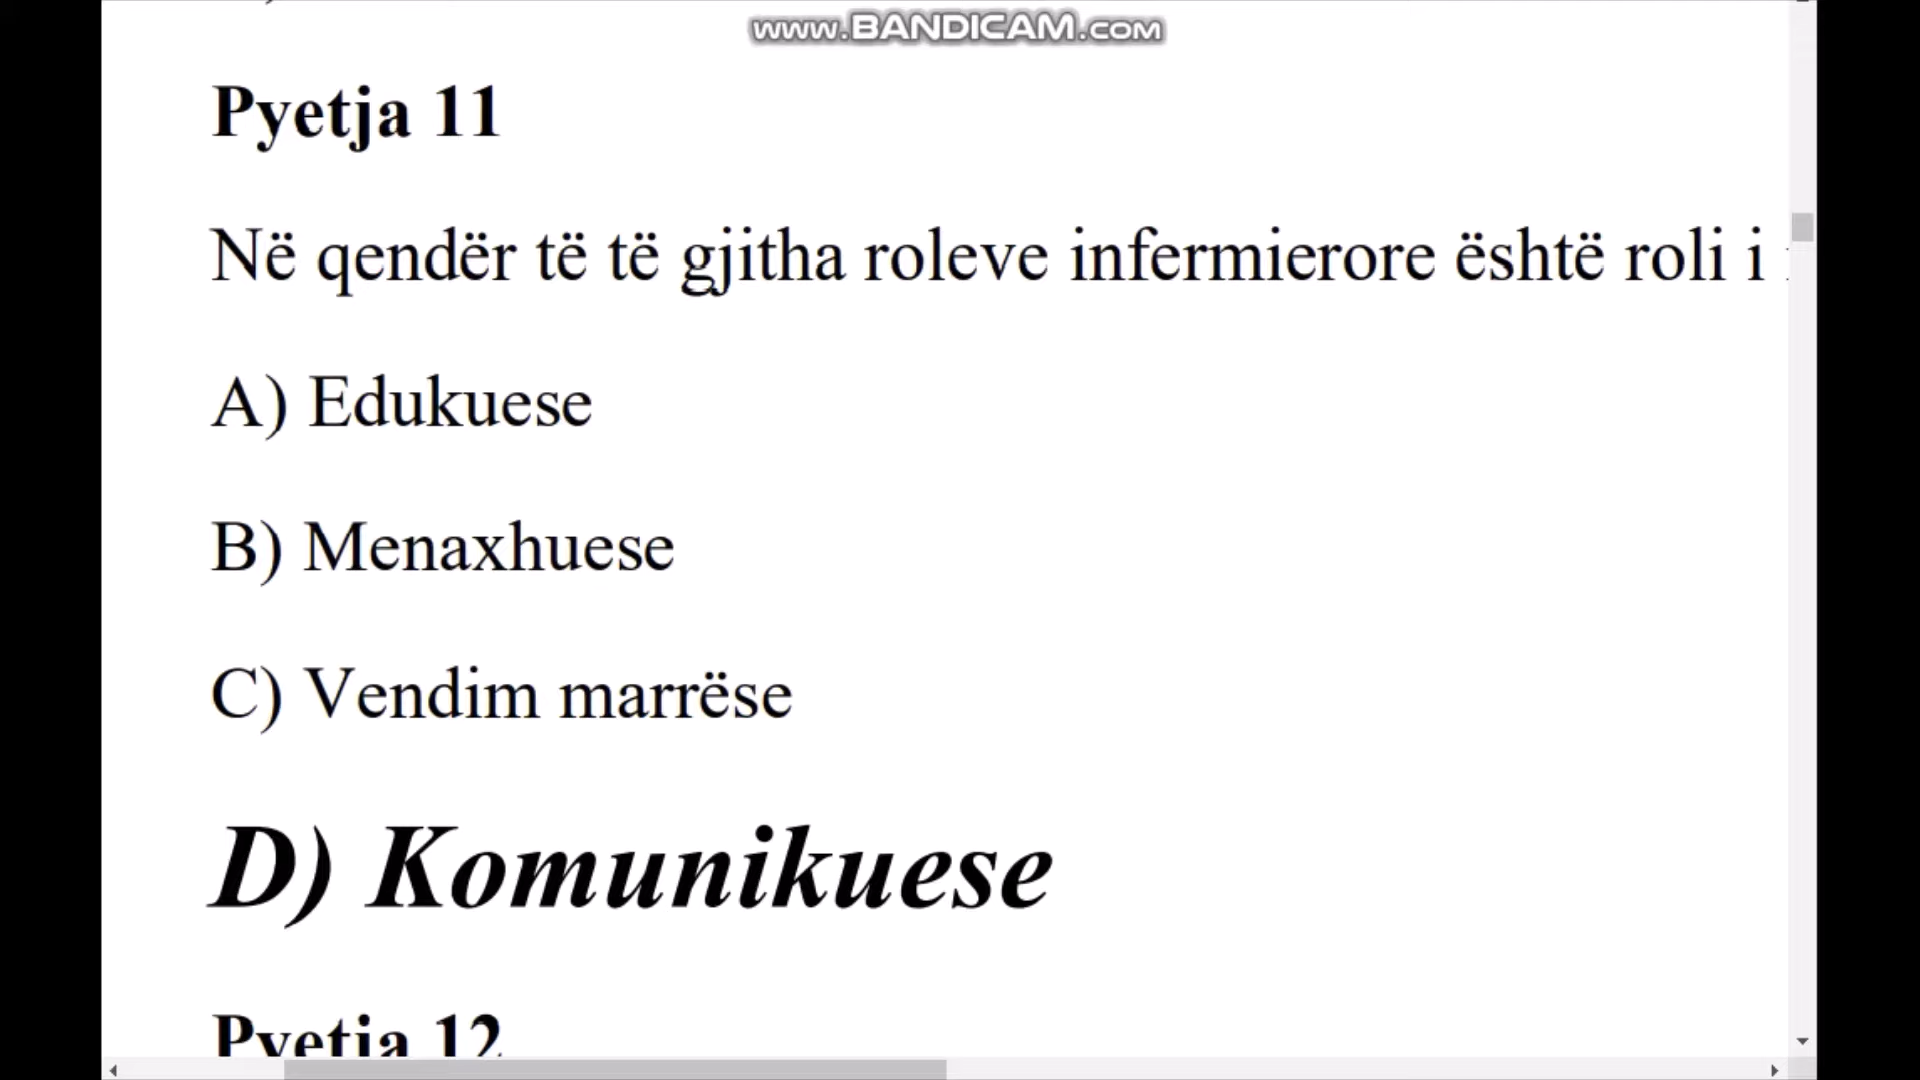 www.BANDICAM.com
Pyetja 11
Në qendër të të gjitha roleve infermierore është roli i
A) Edukuese
B) Menaxhuese
C) Vendim marrëse
D) Komunikuese
Pyetja 12